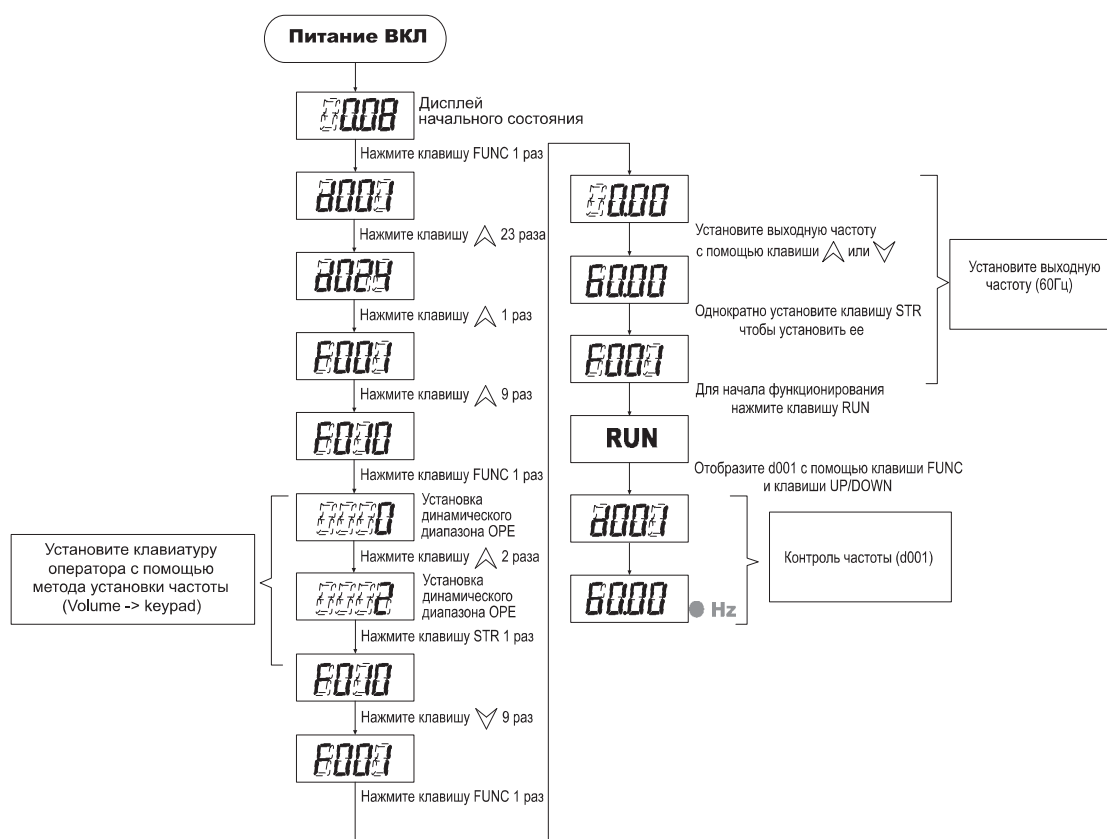 Питание ВКЛ
0.08
Дисплей
начального состояния
Нажмите клавишу FUNC 1 раз
d001
Нажмите клавишу 23 раза
d024
Нажмите клавишу 1 раз
F001
Нажмите клавишу 9 раз
F010
Нажмите клавишу FUNC 1 раз
0
Установка
динамического
диапазона OPE
Нажмите клавишу 2 раза
2
Установка
динамического
диапазона OPE
Нажмите клавишу STR 1 раз
F010
Нажмите клавишу 9 раз
F001
Нажмите клавишу FUNC 1 раз
Установите клавиатуру
оператора с помощью
метода установки частоты
(Volume -> keypad)
0.00
Установите выходную частоту
с помощью клавиши или
60.00
Однократно установите клавишу STR
чтобы установить ее
F001
Для начала функционирования
нажмите клавишу RUN
RUN
Отобразите d001 с помощью клавиши FUNC
и клавиши UP/DOWN
d001
60.00
Hz
Установите выходную
частоту (60Гц)
Контроль частоты (d001)